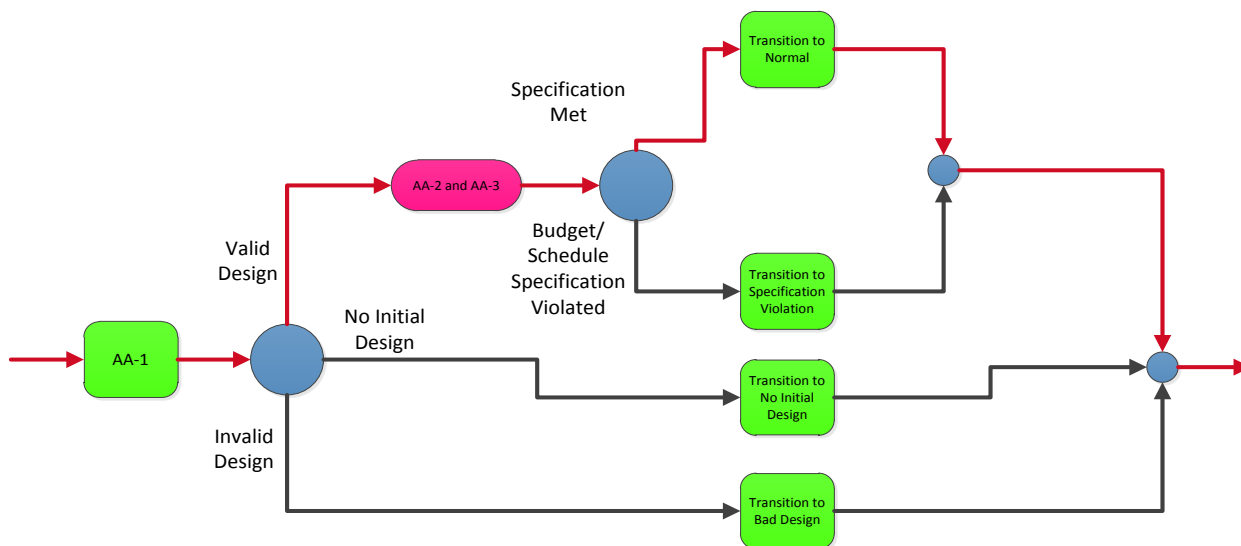 Transition to
Normal
Specification
Met
AA-2 and AA-3
Budget/
Schedule
Specification
Violated
Valid
Design
Transition to
Specification
Violation
No Initial
Design
AA-1
Transition to
No Initial
Design
Invalid
Design
Transition to
Bad Design